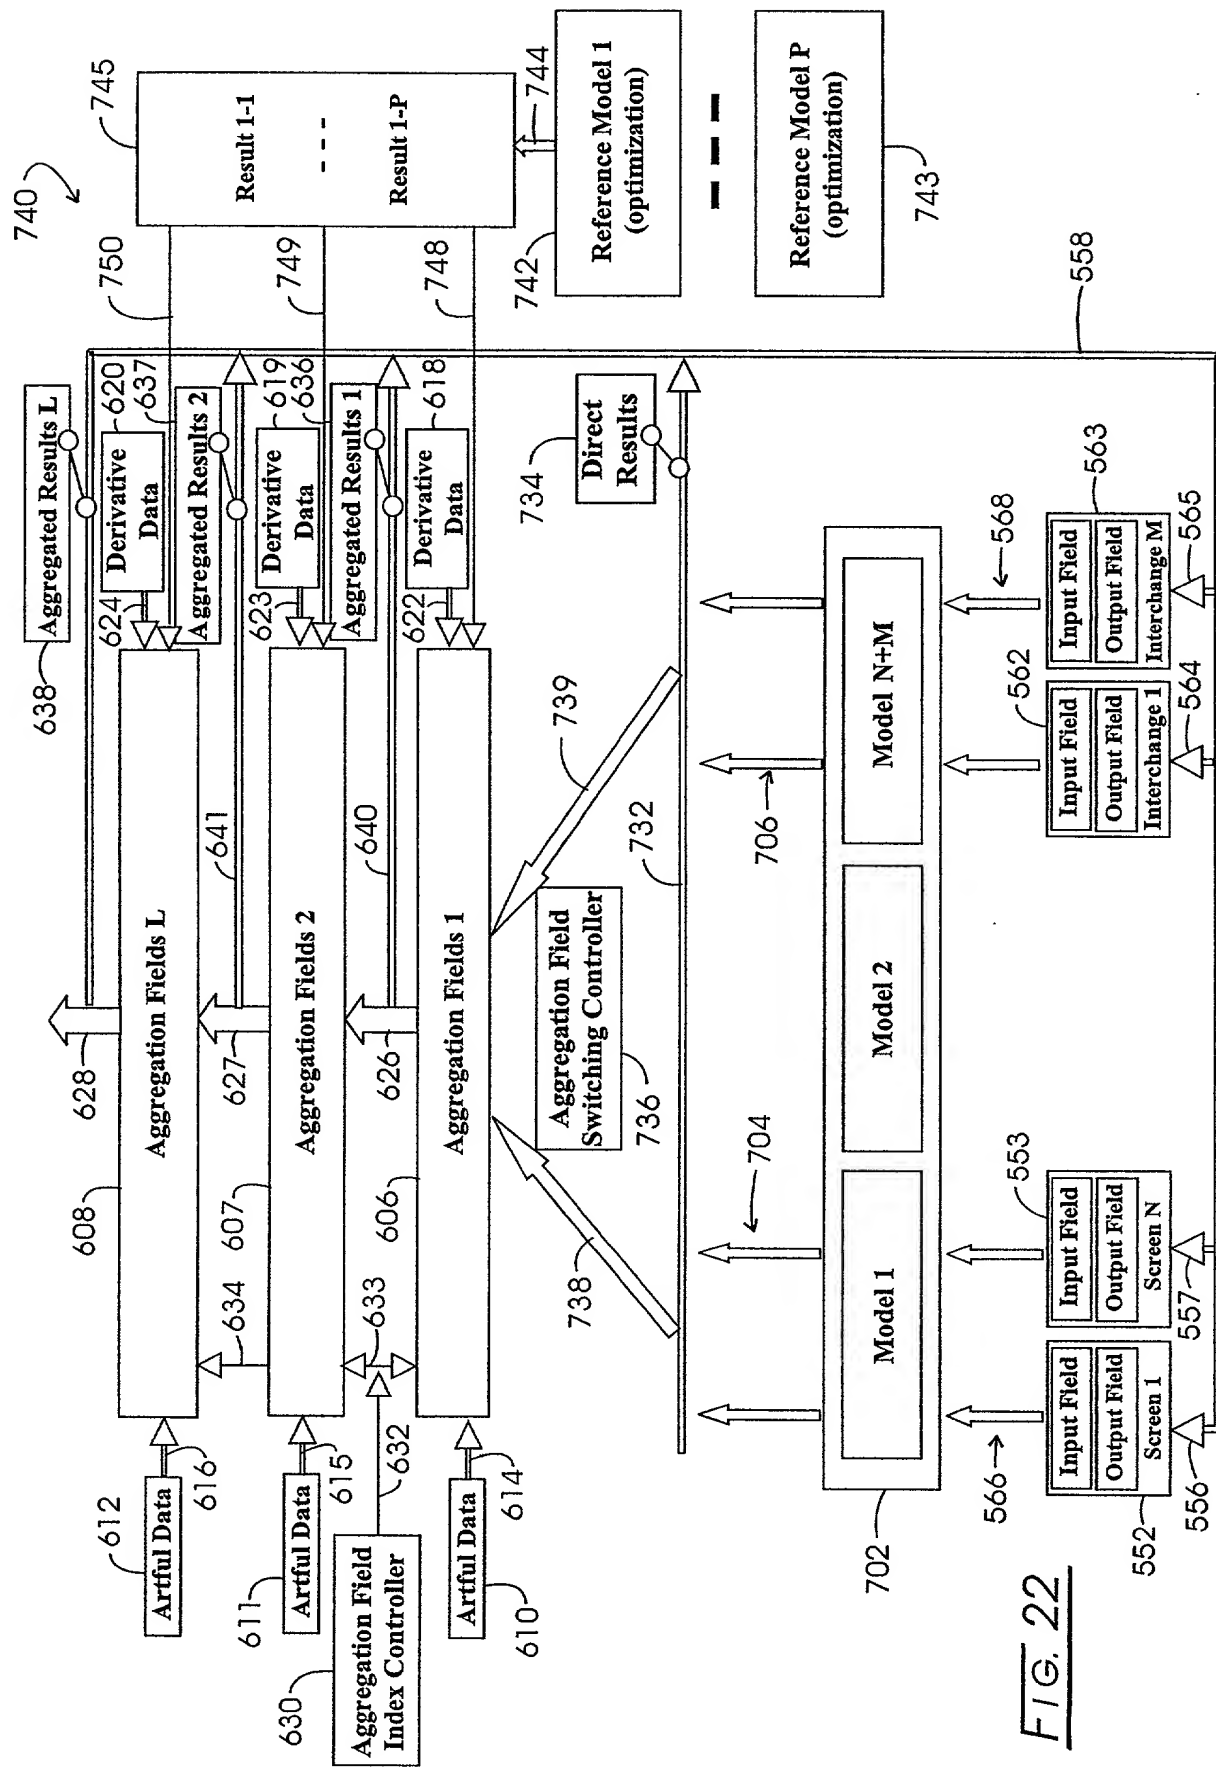 740
638
Aggregated Results L
628
608
Aggregation Fields L
612
Artful Data
616
634
624
Derivative
Data
620
637
Aggregated Results 2
750
745
Result 1-1
Result 1-P
641
627
607
Aggregation Fields 2
611
Artful Data
615
633
623
Derivative
Data
619
636
Aggregated Results 1
749
630
Aggregation Field
Index Controller
632
640
626
606
Aggregation Fields 1
610
Artful Data
614
622
Derivative
Data
618
748
744
742
Reference Model 1
(optimization)
Reference Model P
(optimization)
743
738
Aggregation Field
Switching Controller
736
739
734
Direct
Results
732
558
704
706
702
Model 1
Model 2
Model N+M
566
568
552
Input Field
Output Field
Screen 1
556
553
Input Field
Output Field
Screen N
557
562
Input Field
Output Field
Interchange 1
564
563
Input Field
Output Field
Interchange M
565
FIG. 22